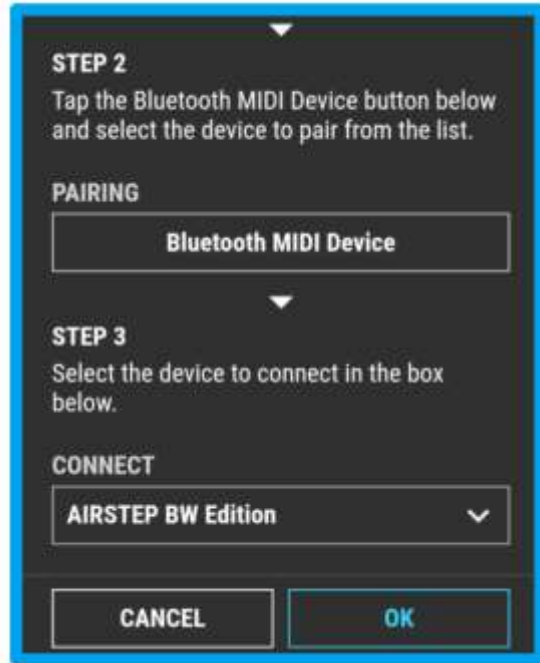 STEP 2
Tap the Bluetooth MIDI Device button below
and select the device to pair from the list.
PAIRING
Bluetooth MIDI Device
STEP 3
Select the device to connect in the box
below.
CONNECT
AIRSTEP BW Edition
CANCEL
OK